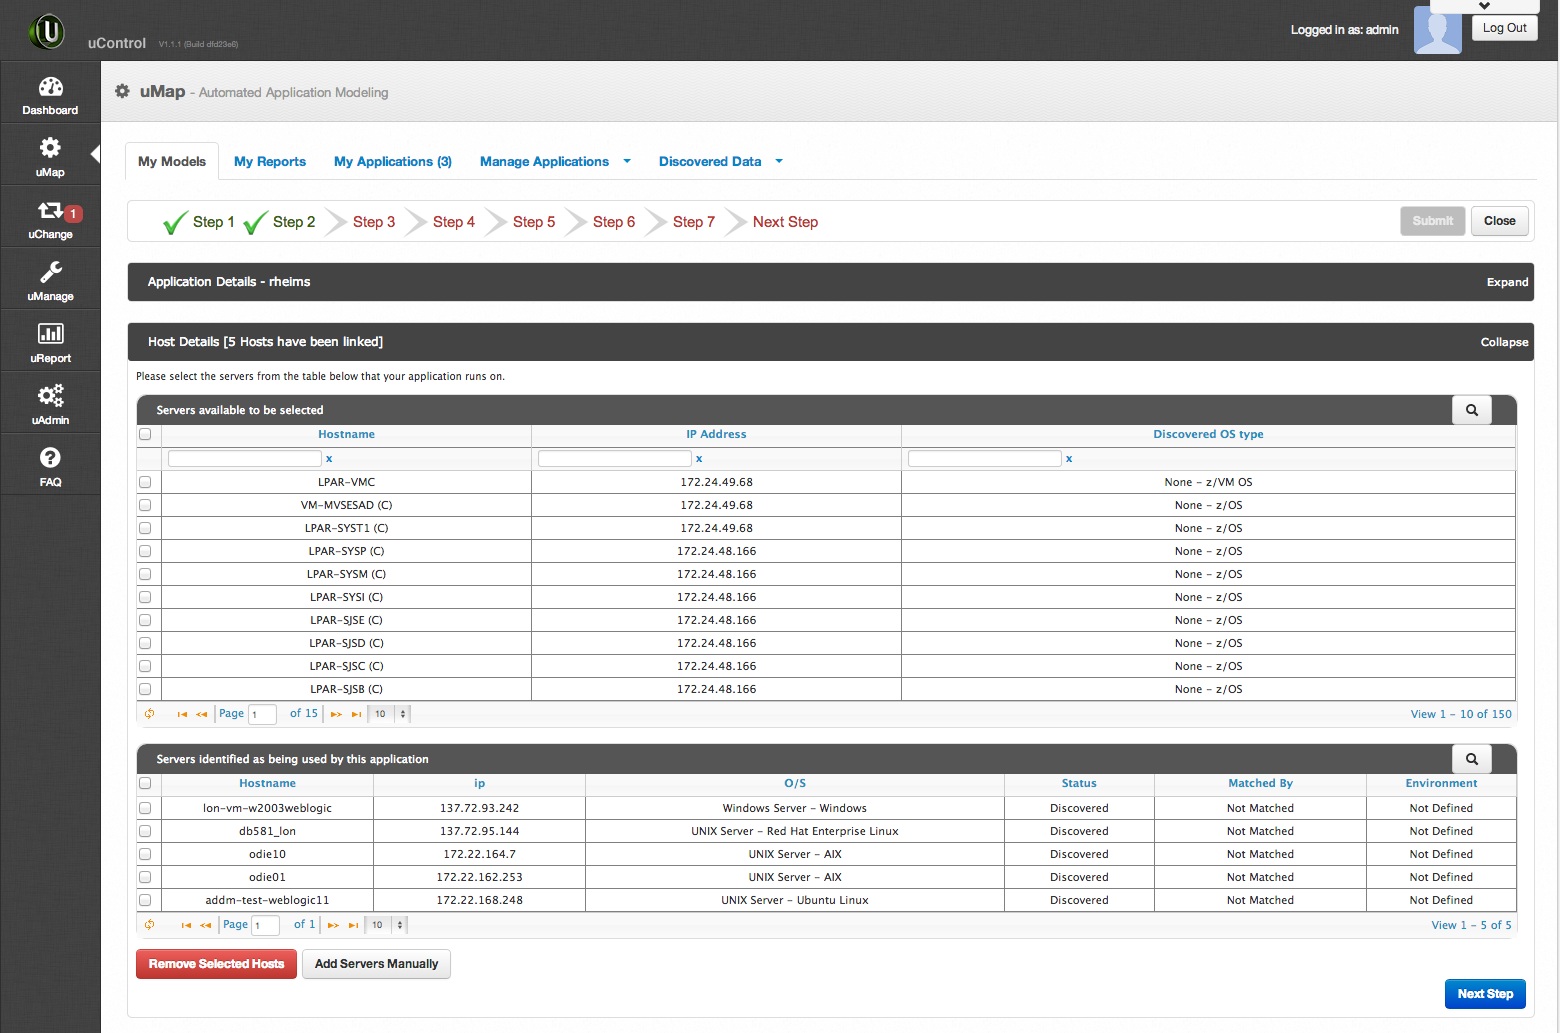 U
uControl V1.1.1 (Build dfd23e6)
Logged in as: admin
Log Out
Dashboard
uMap
1
uChange
uManage
uReport
uAdmin
?
FAQ
uMap - Automated Application Modeling
My Models My Reports My Applications (3) Manage Applications Discovered Data
Step 1 Step 2 Step 3 Step 4 Step 5 Step 6 Step 7 Next Step Submit Close
Application Details - rheims Expand
Host Details [5 Hosts have been linked] Collapse
Please select the servers from the table below that your application runs on.
Servers available to be selected
Hostname IP Address Discovered OS type
x x x
LPAR-VMC 172.24.49.68 None - z/VM OS
VM-MVSESAD (C) 172.24.49.68 None - z/OS
LPAR-SYST1 (C) 172.24.49.68 None - z/OS
LPAR-SYSP (C) 172.24.48.166 None - z/OS
LPAR-SYSM (C) 172.24.48.166 None - z/OS
LPAR-SYSI (C) 172.24.48.166 None - z/OS
LPAR-SJSE (C) 172.24.48.166 None - z/OS
LPAR-SJSD (C) 172.24.48.166 None - z/OS
LPAR-SJSC (C) 172.24.48.166 None - z/OS
LPAR-SJSB (C) 172.24.48.166 None - z/OS
Page 1 of 15 10 View 1 - 10 of 150
Servers identified as being used by this application
Hostname ip O/S Status Matched By Environment
lon-vm-w2003weblogic 137.72.93.242 Windows Server - Windows Discovered Not Matched Not Defined
db581_lon 137.72.95.144 UNIX Server - Red Hat Enterprise Linux Discovered Not Matched Not Defined
odie10 172.22.164.7 UNIX Server - AIX Discovered Not Matched Not Defined
odie01 172.22.162.253 UNIX Server - AIX Discovered Not Matched Not Defined
addm-test-weblogic11 172.22.168.248 UNIX Server - Ubuntu Linux Discovered Not Matched Not Defined
Page 1 of 1 10 View 1 - 5 of 5
Remove Selected Hosts Add Servers Manually
Next Step